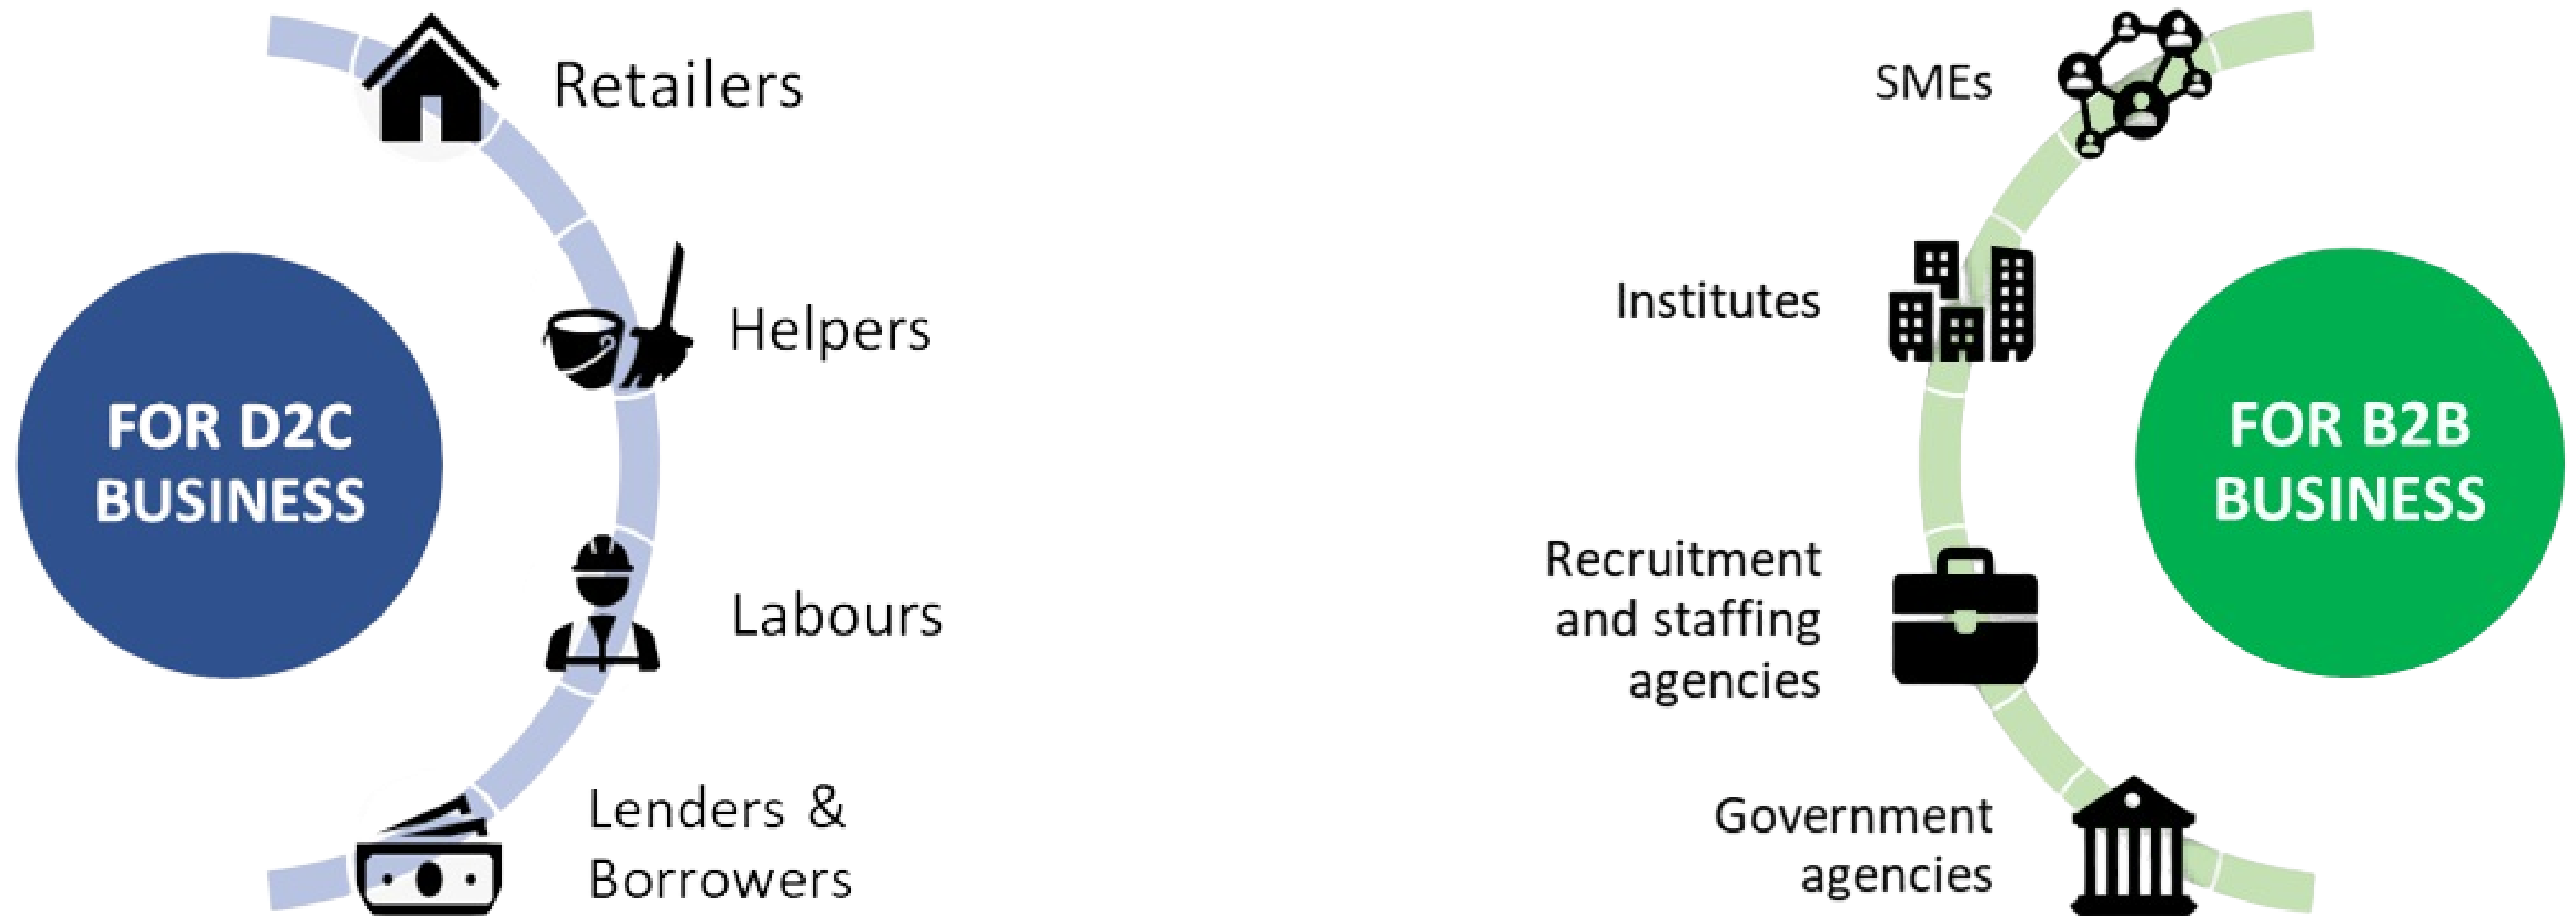 FOR D2C
BUSINESS
Retailers
Helpers
Labours
Lenders &
Borrowers
SMEs
Institutes
Recruitment
and staffing
agencies
Government
agencies
FOR B2B
BUSINESS